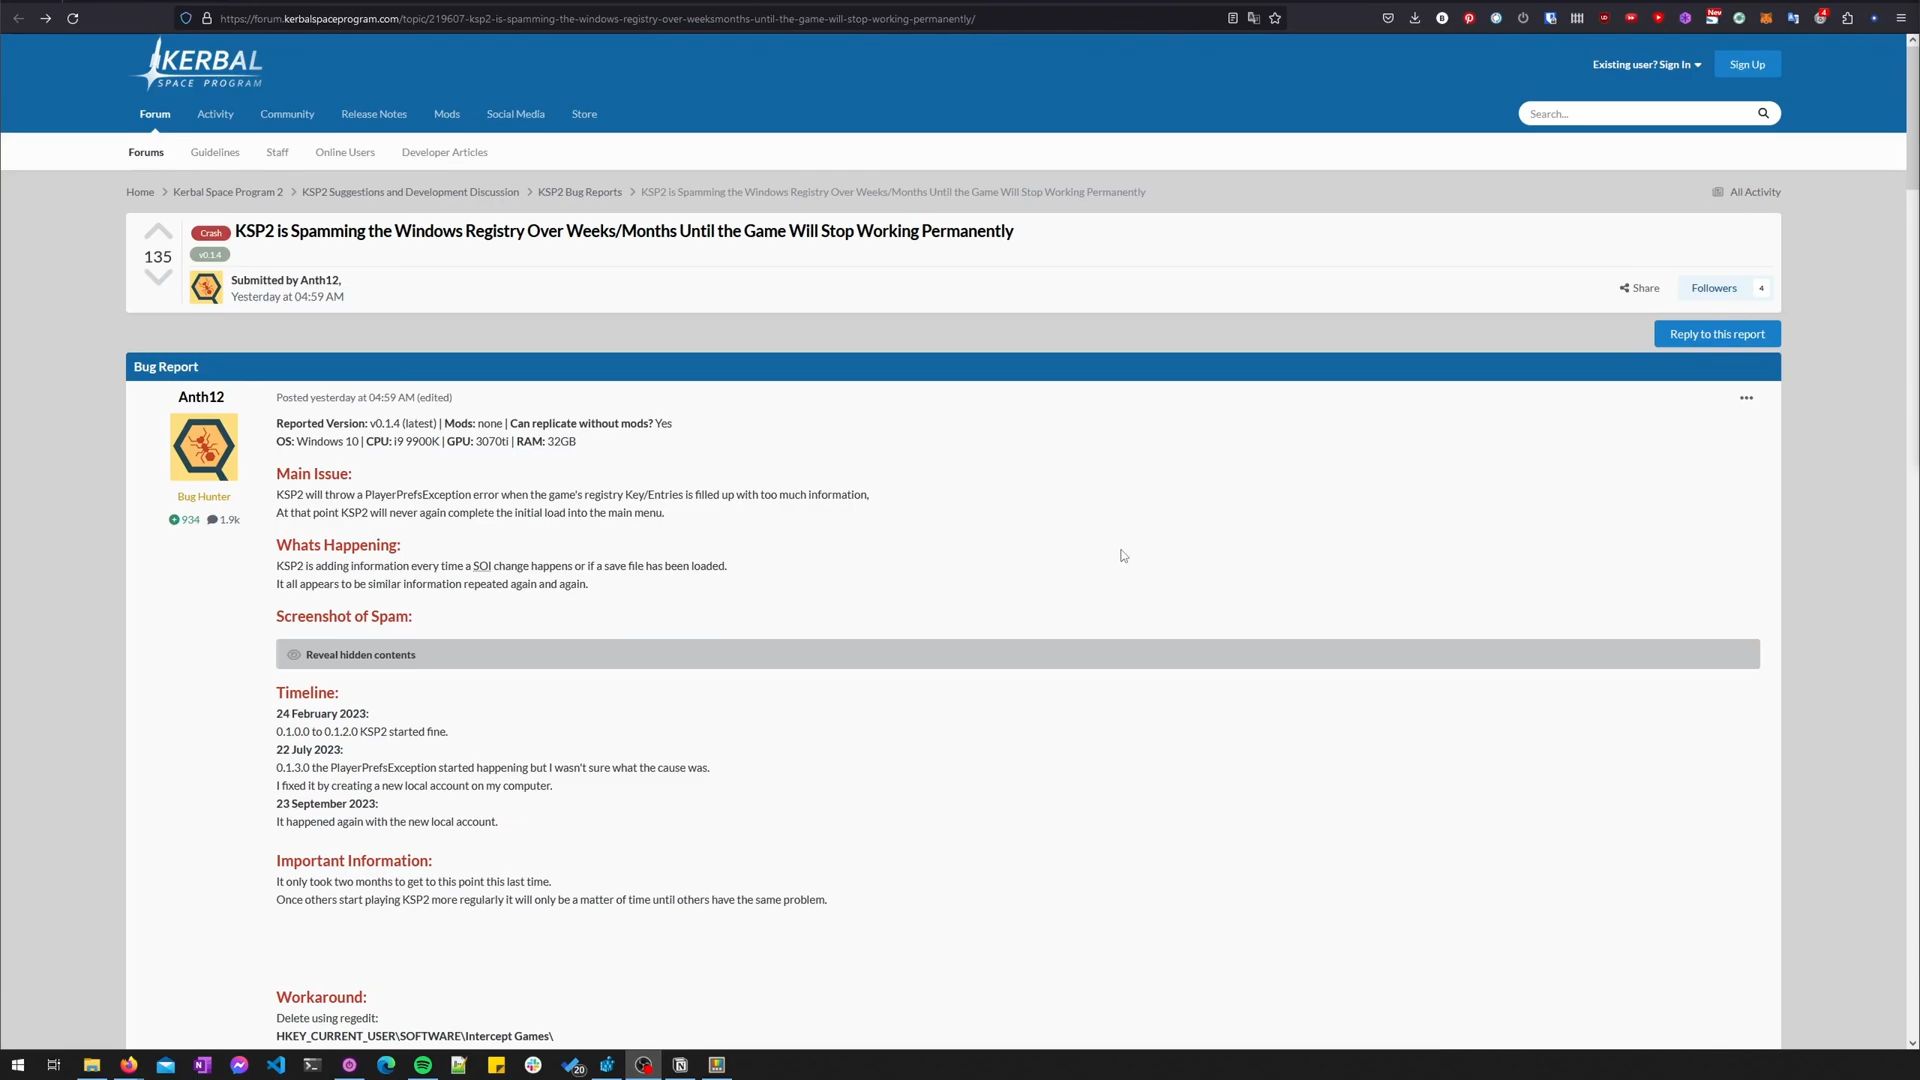 https://forum.kerbalspaceprogram.com/topic/219607-ksp2-is-spamming-the-windows-registry-over-weeksmonths-until-the-game-will-stop-working-permanently/
New
4
KERBAL
SPACE PROGRAM
Existing user? Sign In
Sign Up
Forum
Activity
Community
Release Notes
Mods
Social Media
Store
Search...
Forums
Guidelines
Staff
Online Users
Developer Articles
Home > Kerbal Space Program 2 > KSP2 Suggestions and Development Discussion > KSP2 Bug Reports > KSP2 is Spamming the Windows Registry Over Weeks/Months Until the Game Will Stop Working Permanently
All Activity
Crash KSP2 is Spamming the Windows Registry Over Weeks/Months Until the Game Will Stop Working Permanently
135
v0.1.4
Submitted by Anth12,
Yesterday at 04:59 AM
Share
Followers 4
Reply to this report
Bug Report
Anth12
Bug Hunter
934 1.9k
Posted yesterday at 04:59 AM (edited)
Reported Version: v0.1.4 (latest) | Mods: none | Can replicate without mods? Yes
OS: Windows 10 | CPU: i9 9900K | GPU: 3070ti | RAM: 32GB
Main Issue:
KSP2 will throw a PlayerPrefsException error when the game's registry Key/Entries is filled up with too much information,
At that point KSP2 will never again complete the initial load into the main menu.
Whats Happening:
KSP2 is adding information every time a SOI change happens or if a save file has been loaded.
It all appears to be similar information repeated again and again.
Screenshot of Spam:
Reveal hidden contents
Timeline:
24 February 2023:
0.1.0.0 to 0.1.2.0 KSP2 started fine.
22 July 2023:
0.1.3.0 the PlayerPrefsException started happening but I wasn't sure what the cause was.
I fixed it by creating a new local account on my computer.
23 September 2023:
It happened again with the new local account.
Important Information:
It only took two months to get to this point this last time.
Once others start playing KSP2 more regularly it will only be a matter of time until others have the same problem.
Workaround:
Delete using regedit:
HKEY_CURRENT_USER\SOFTWARE\Intercept Games\
20